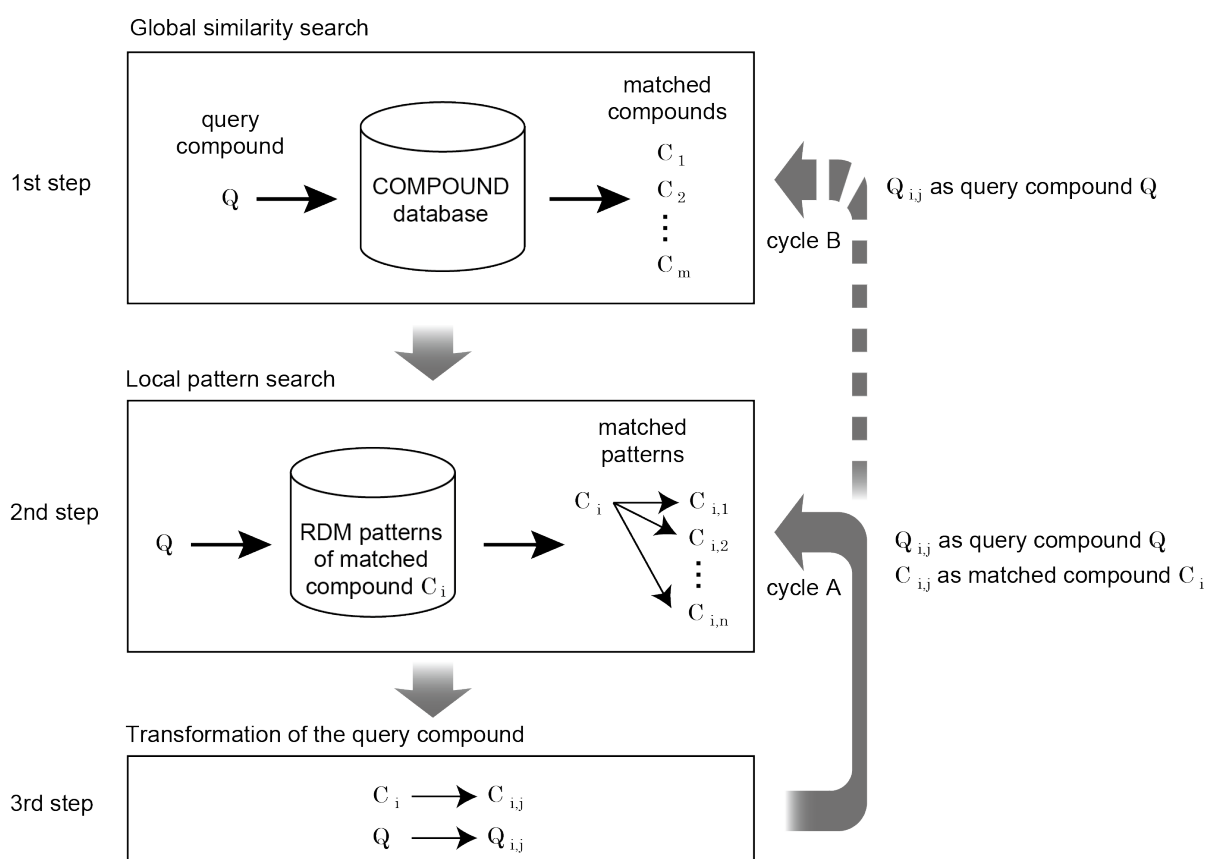 Global similarity search
1st step
query
compound
Q
COMPOUND
database
matched
compounds
C 1
C 2
C m
cycle B
Q i,j as query compound Q
Local pattern search
2nd step
Q
RDM patterns
of matched
compound C i
matched
patterns
C i
C i,1
C i,2
C i,n
cycle A
Q i,j as query compound Q
C i,j as matched compound C i
Transformation of the query compound
3rd step
C i C i,j
Q Q i,j